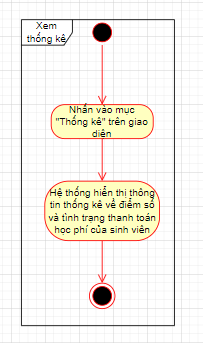 Xem
thống kê
Nhấn vào mục
"Thống kê" trên giao
diện
Hệ thống hiển thị thông
tin thống kê về điểm số
và tình trạng thanh toán
học phí của sinh viên